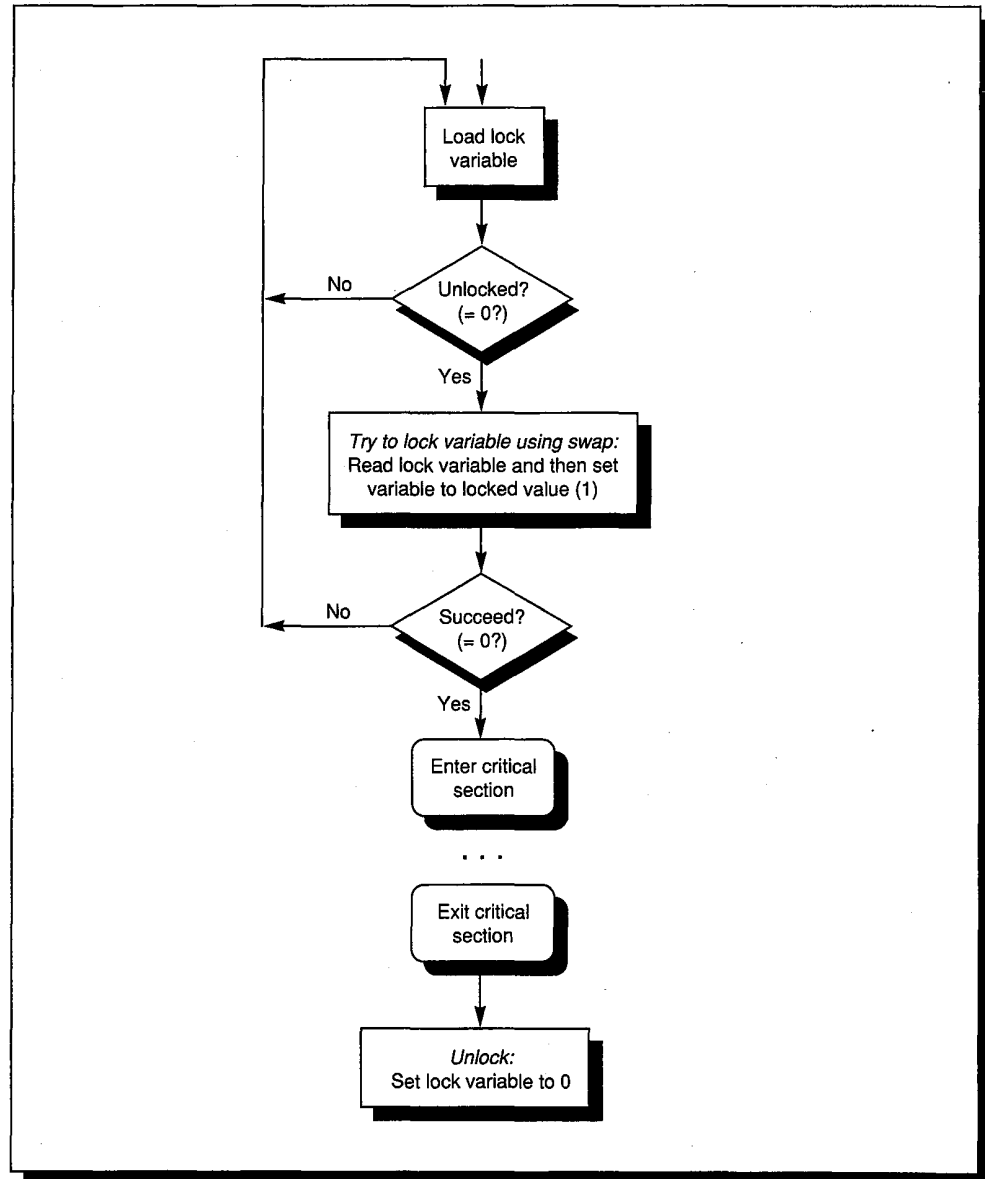 Load lock
variable
No
Unlocked?
(= 0?)
Yes
Try to lock variable using swap:
Read lock variable and then set
variable to locked value (1)
No
Succeed?
(= 0?)
Yes
Enter critical
section
. . .
Exit critical
section
Unlock:
Set lock variable to 0